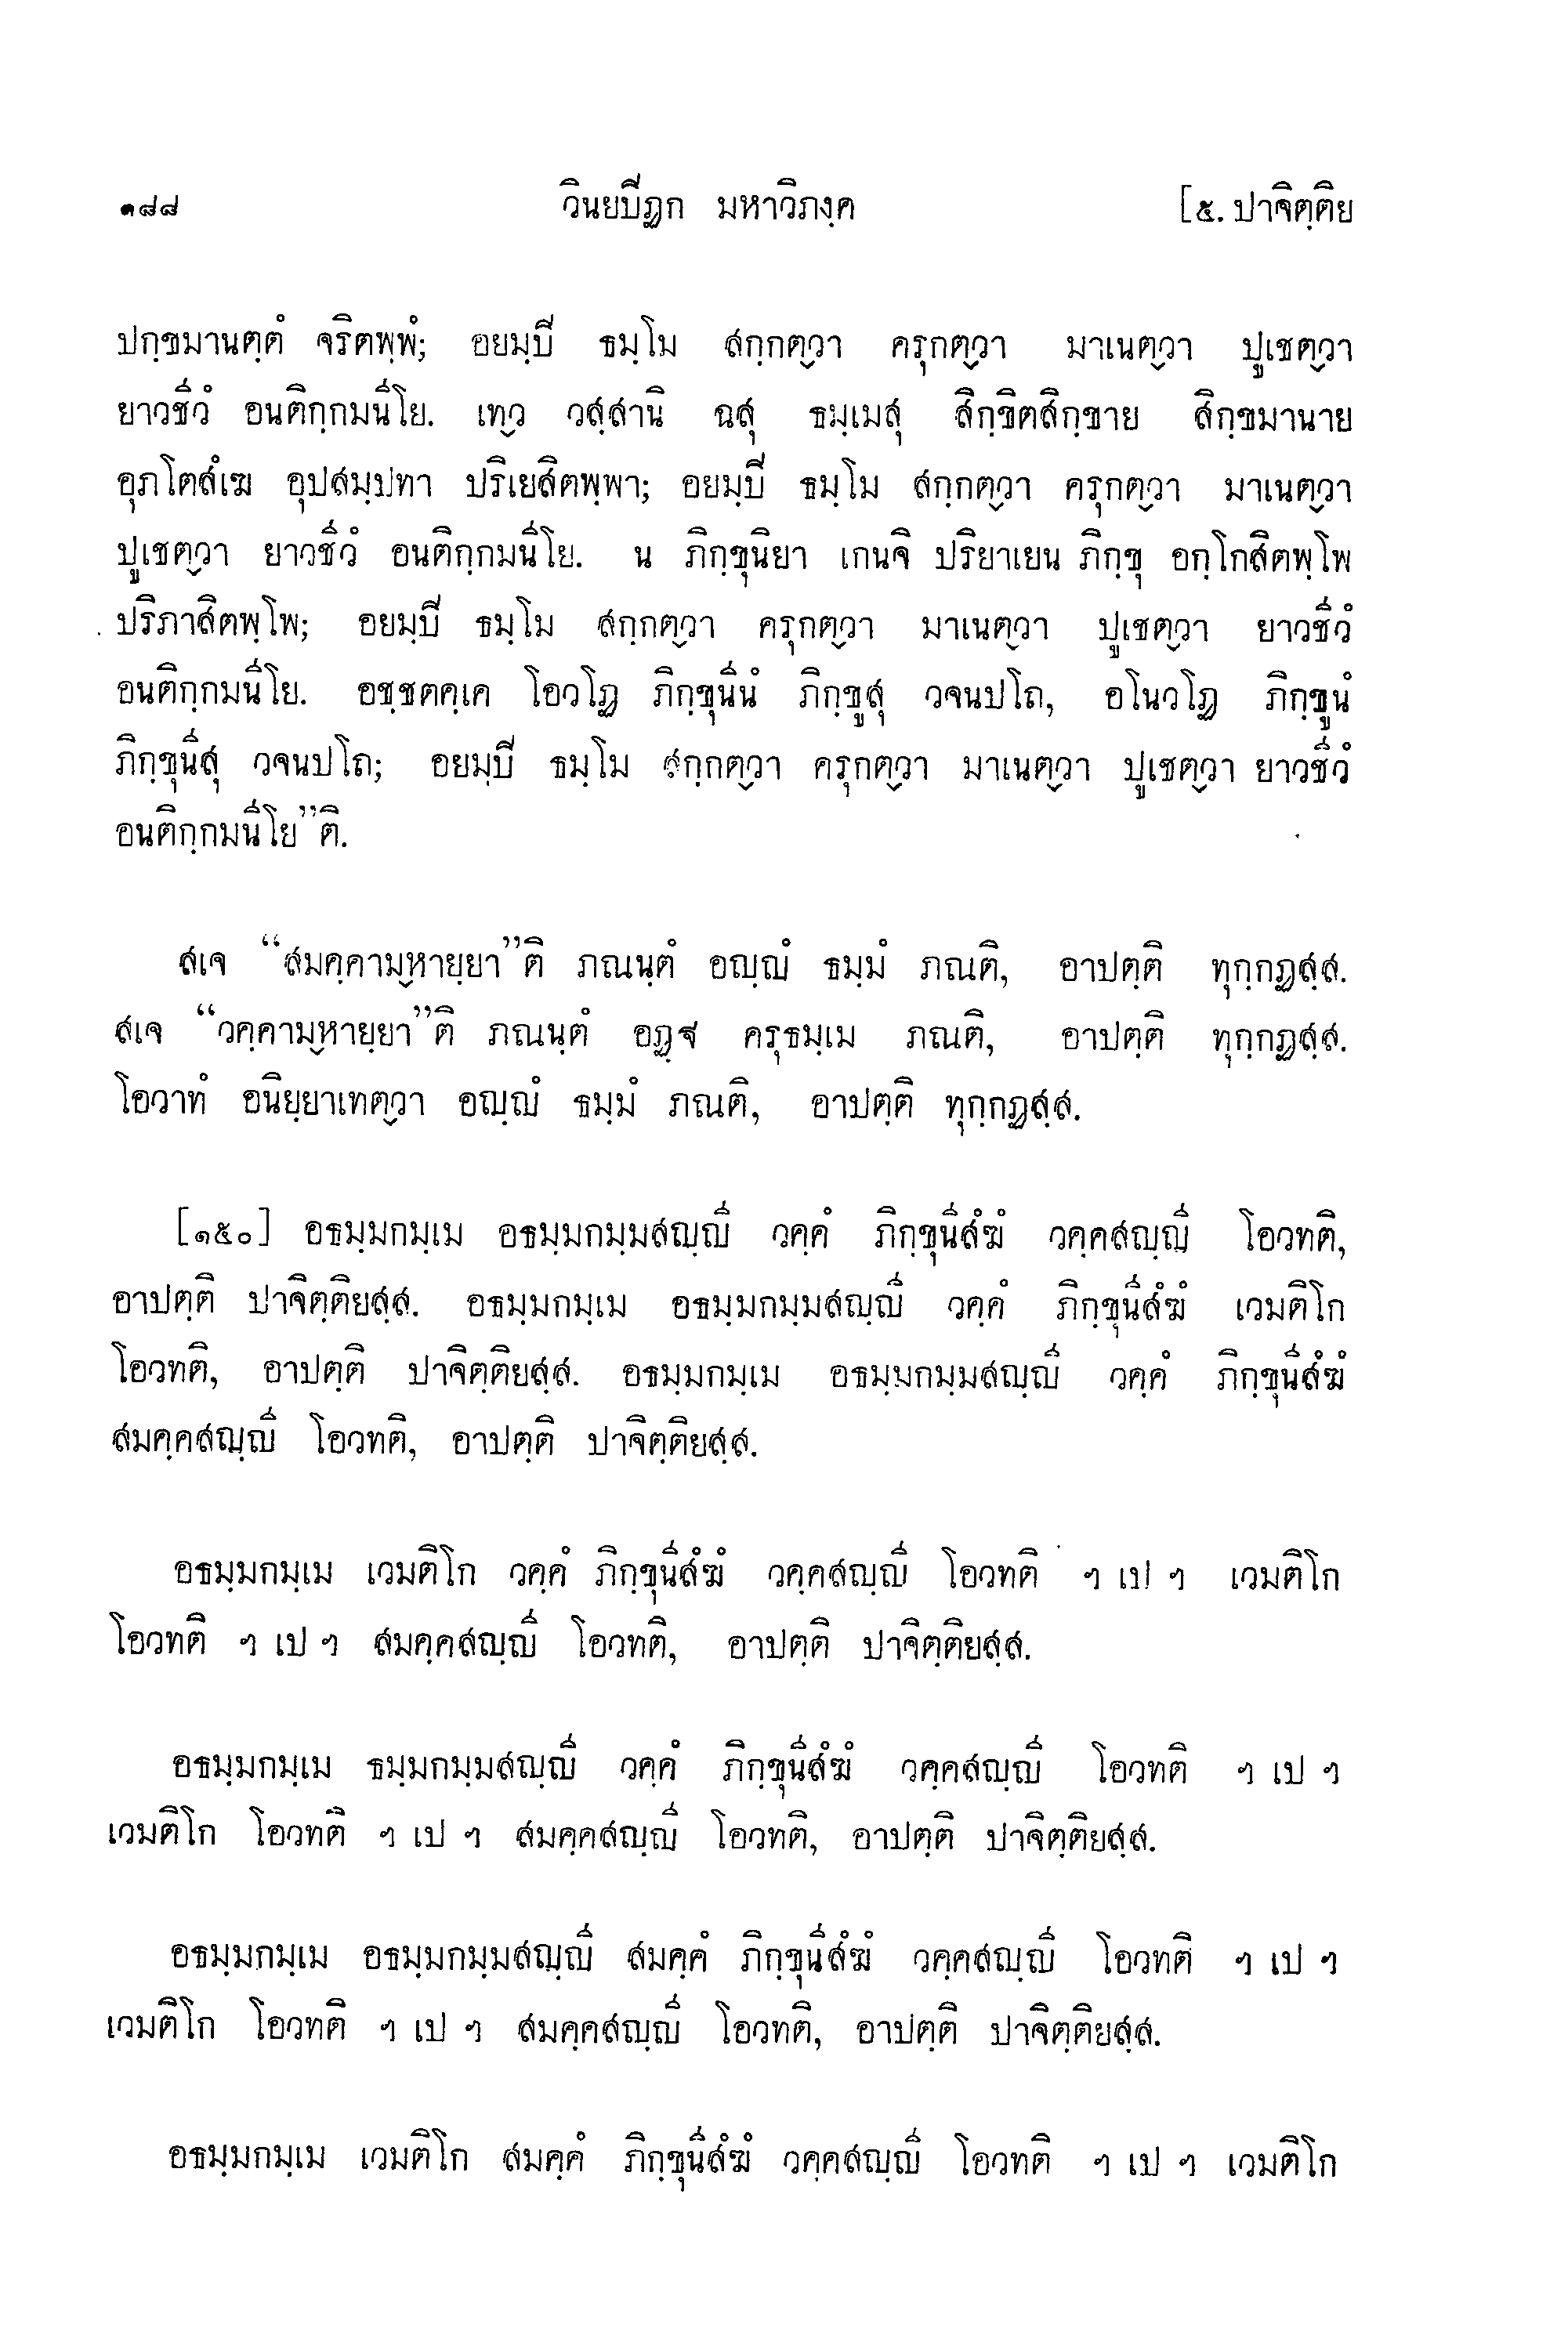 ๑๘๘ วินยปีฏก มหาวิภงฺค [๕. ปาจิตฺติย
ปกฺขมานตฺตํ จริตพฺพํ; อยมฺปิ ธมฺโม สกฺกตฺวา ครุกตฺวา มาเนตฺวา ปูเชตฺวา
ยาวชีวํ อนติกฺกมนีโย. เทฺว วสฺสานิ ฉสุ ธมฺเมสุ สิกฺขิตสิกฺขาย สิกฺขมานาย
อุภโตสํเฆ อุปสมฺปทา ปริเยสิตพฺพา; อยมฺปิ ธมฺโม สกฺกตฺวา ครุกตฺวา มาเนตฺวา
ปูเชตฺวา ยาวชีวํ อนติกฺกมนีโย. น ภิกฺขุนิยา เกนจิ ปริยาเยน ภิกฺขุ อกฺโกสิตพฺโพ
ปริภาสิตพฺโพ; อยมฺปิ ธมฺโม สกฺกตฺวา ครุกตฺวา มาเนตฺวา ปูเชตฺวา ยาวชีวํ
อนติกฺกมนีโย. อชฺชตคฺเค โอวโฏ ภิกฺขุนีนํ ภิกฺขูสุ วจนปโถ, อโนวโฏ ภิกฺขูนํ
ภิกฺขุนีสุ วจนปโถ; อยมฺปิ ธมฺโม สกฺกตฺวา ครุกตฺวา มาเนตฺวา ปูเชตฺวา ยาวชีวํ
อนติกฺกมนีโย”ติ.
สเจ “สมคฺคามฺหายฺยา”ติ ภณนฺตํ อญฺญํ ธมฺมํ ภณติ, อาปตฺติ ทุกฺกฏสฺส.
สเจ “วคฺคามฺหายฺยา”ติ ภณนฺตํ อฏฺฐ ครุธมฺเม ภณติ, อาปตฺติ ทุกฺกฏสฺส.
โอวาทํ อนิยฺยาเทตฺวา อญฺญํ ธมฺมํ ภณติ, อาปตฺติ ทุกฺกฏสฺส.
[๑๕๐] อธมฺมกมฺเม อธมฺมกมฺมสญฺญี วคฺคํ ภิกฺขุนีสํฆํ วคฺคสญฺญี โอวทติ,
อาปตฺติ ปาจิตฺติยสฺส. อธมฺมกมฺเม อธมฺมกมฺมสญฺญี วคฺคํ ภิกฺขุนีสํฆํ เวมติโก
โอวทติ, อาปตฺติ ปาจิตฺติยสฺส. อธมฺมกมฺเม อธมฺมกมฺมสญฺญี วคฺคํ ภิกฺขุนีสํฆํ
สมคฺคสญฺญี โอวทติ, อาปตฺติ ปาจิตฺติยสฺส.
อธมฺมกมฺเม เวมติโก วคฺคํ ภิกฺขุนีสํฆํ วคฺคสญฺญี โอวทติ ฯ เป ฯ เวมติโก
โอวทติ ฯ เป ฯ สมคฺคสญฺญี โอวทติ, อาปตฺติ ปาจิตฺติยสฺส.
อธมฺมกมฺเม ธมฺมกมฺมสญฺญี วคฺคํ ภิกฺขุนีสํฆํ วคฺคสญฺญี โอวทติ ฯ เป ฯ
เวมติโก โอวทติ ฯ เป ฯ สมคฺคสญฺญี โอวทติ, อาปตฺติ ปาจิตฺติยสฺส.
อธมฺมกมฺเม อธมฺมกมฺมสญฺญี สมคฺคํ ภิกฺขุนีสํฆํ วคฺคสญฺญี โอวทติ ฯ เป ฯ
เวมติโก โอวทติ ฯ เป ฯ สมคฺคสญฺญี โอวทติ, อาปตฺติ ปาจิตฺติยสฺส.
อธมฺมกมฺเม เวมติโก สมคฺคํ ภิกฺขุนีสํฆํ วคฺคสญฺญี โอวทติ ฯ เป ฯ เวมติโก